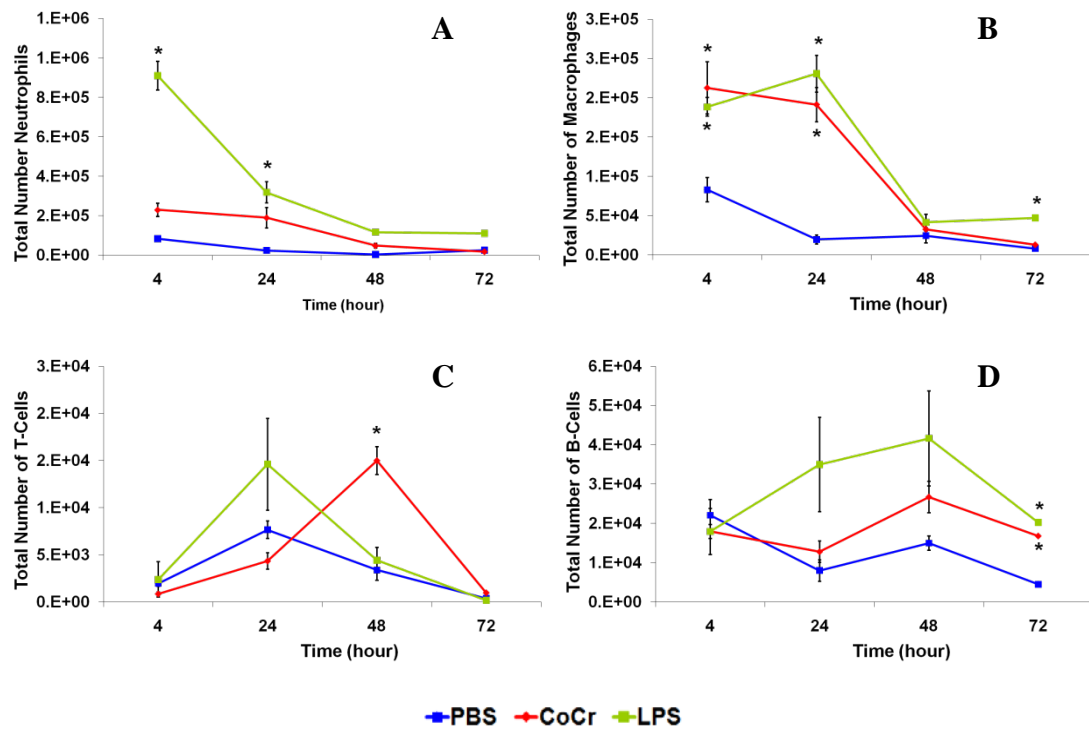 A
Total Number Neutrophils
1.E+06
1.E+06
8.E+05
6.E+05
4.E+05
2.E+05
0.E+00
*
*
4 24 48 72
Time (hour)
B
Total Number of Macrophages
3.E+05
3.E+05
2.E+05
2.E+05
1.E+05
5.E+04
0.E+00
* *
* *
*
4 24 48 72
Time (hour)
C
Total Number of T-Cells
3.E+04
2.E+04
2.E+04
1.E+04
5.E+03
0.E+00
*
4 24 48 72
Time (hour)
D
Total Number of B-Cells
6.E+04
5.E+04
4.E+04
3.E+04
2.E+04
1.E+04
0.E+00
*
*
4 24 48 72
Time (hour)
PBS CoCr LPS